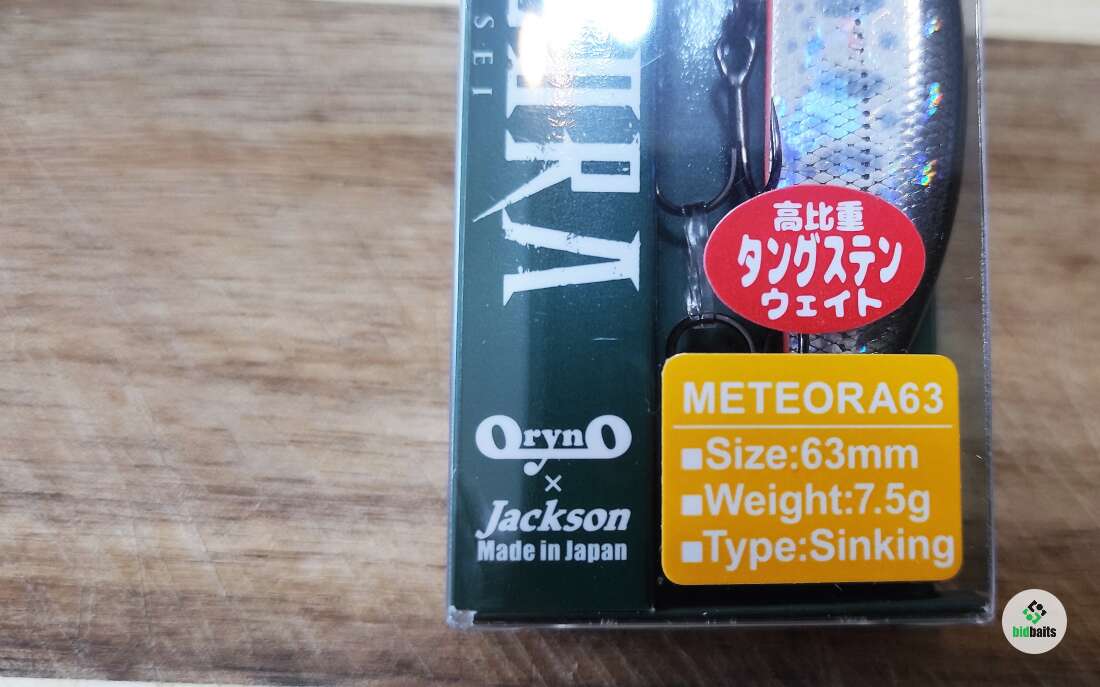 SEI
高比重
タングステン
ウェイト
METEORA63
■Size:63mm
■Weight:7.5g
■Type:Sinking
OrynO
×
Jackson
Made in Japan
bidbaits